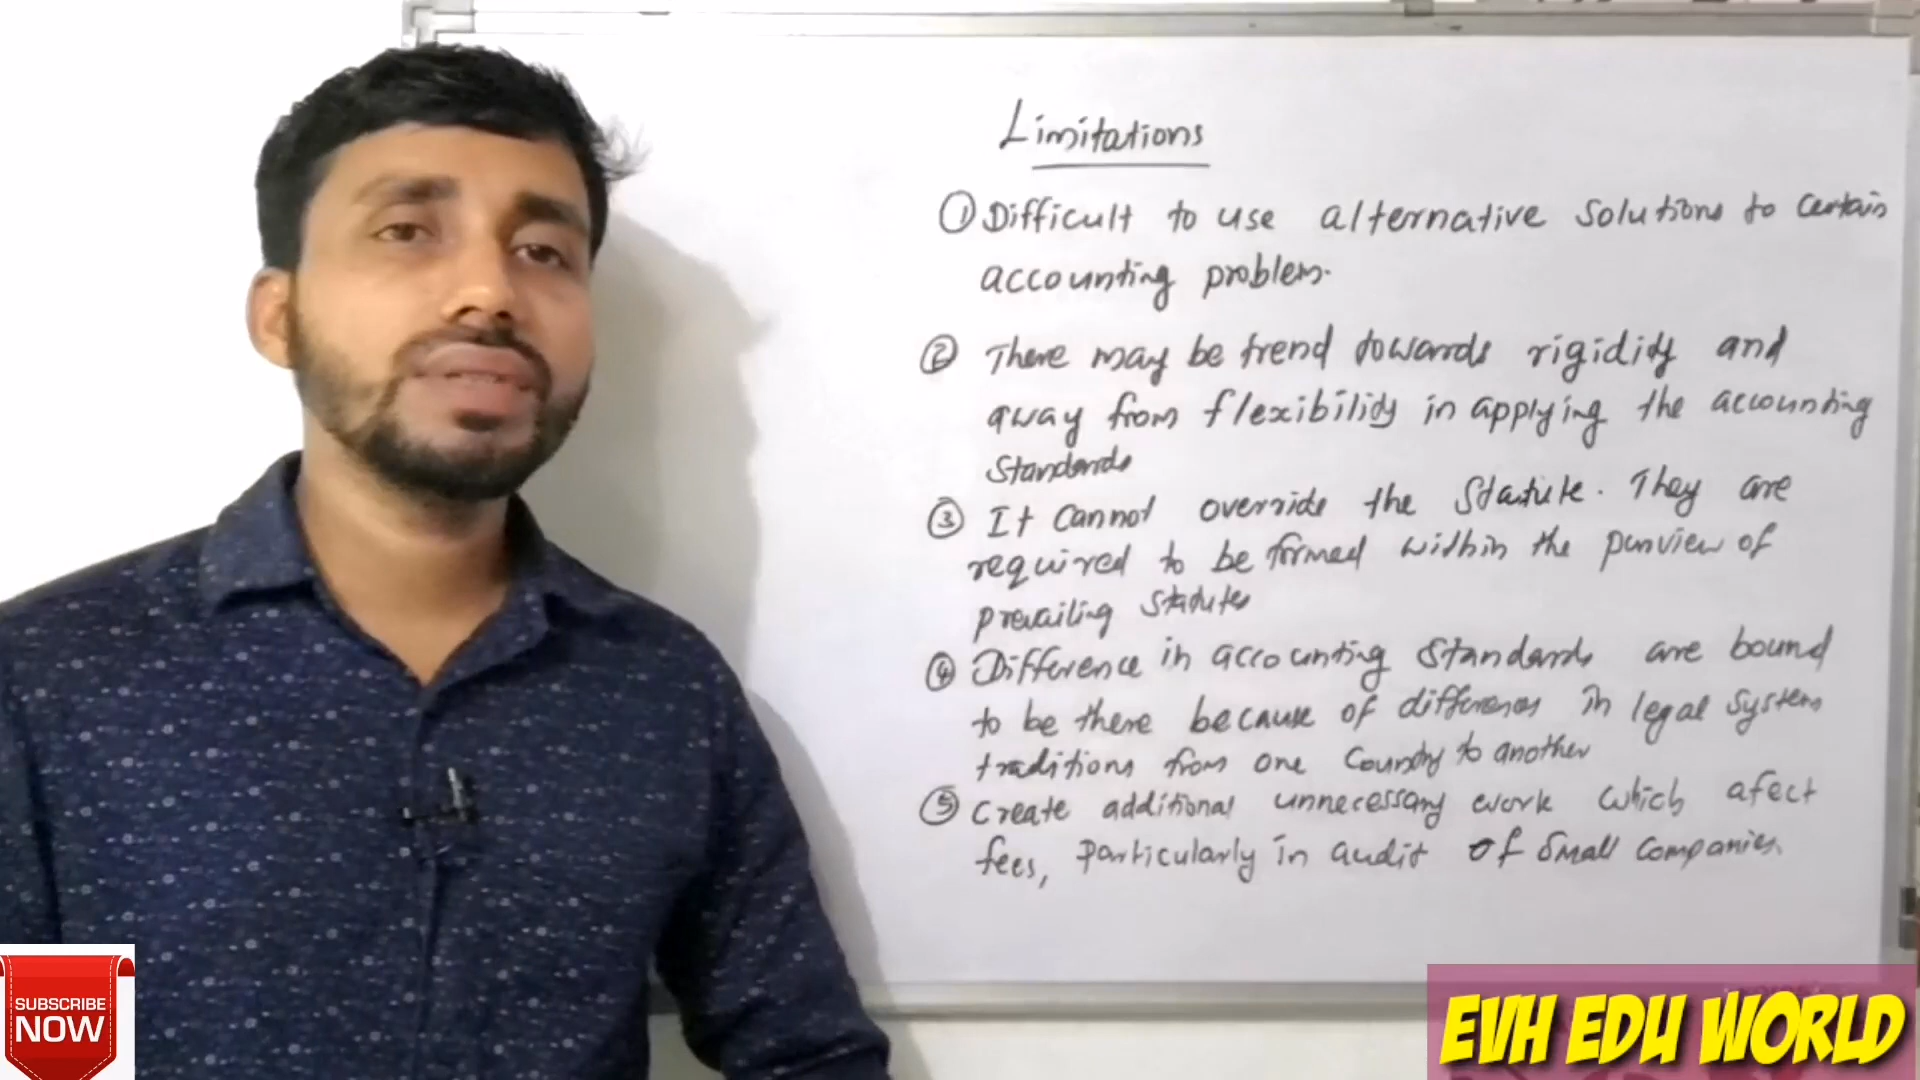 Limitations
① Difficult to use alternative solutions to certain
accounting problem.
② There may be trend towards rigidity and
away from flexibility in applying the accounting
Standards
③ It cannot override the Statute. They are
required to be formed within the purview of
prevailing statutes
④ Difference in accounting standards are bound
to be there because of differences in legal system
traditions from one country to another
⑤ Create additional unnecessary work which afect
fees, particularly in audit of small companies.
SUBSCRIBE
NOW
EVH EDU WORLD